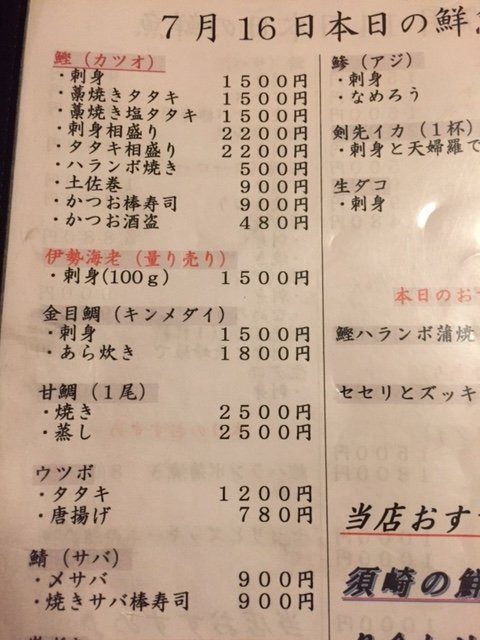 7月16日本日の鮮
鰹（カツオ）
・刺身 １５００円
・藁焼きタタキ １５００円
・藁焼き塩タタキ １５００円
・刺身相盛り ２２００円
・タタキ相盛り ２２００円
・ハランボ焼き ５００円
・土佐巻 ９００円
・かつお棒寿司 ９００円
・かつお酒盗 ４８０円
伊勢海老（量り売り）
・刺身(100ｇ) １５００円
金目鯛（キンメダイ）
・刺身 １５００円
・あら炊き １８００円
甘鯛（１尾）
・焼き ２５００円
・蒸し ２５００円
ウツボ
・タタキ １２００円
・唐揚げ ７８０円
鯖（サバ）
・メサバ ９００円
・焼きサバ棒寿司 ９００円
鯵（アジ）
・刺身
・なめろう
剣先イカ（１杯）
・刺身と天婦羅で
生ダコ
・刺身
本日のおす
鰹ハランボ蒲焼
セセリとズッキ
当店おすす
須崎の鮮